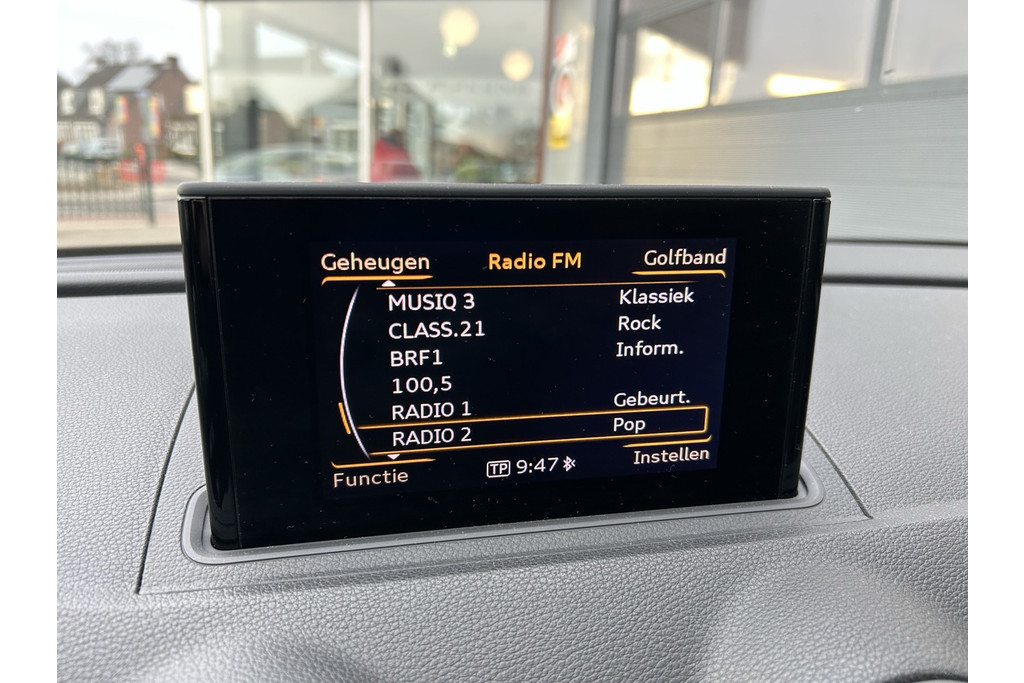 Geheugen Radio FM Golfband
MUSIQ 3 Klassiek
CLASS.21 Rock
BRF1 Inform.
100,5
RADIO 1 Gebeurt.
RADIO 2 Pop
Functie TP 9:47 Instellen